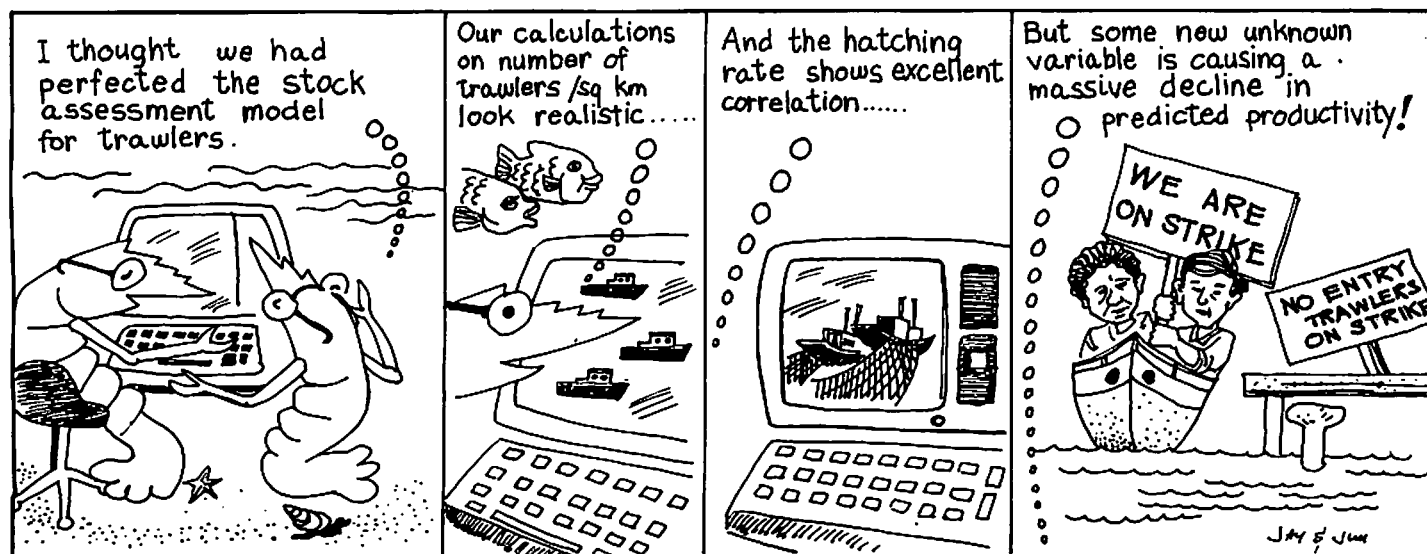 I thought we had
perfected the stock
assessment model
for trawlers.
Our calculations
on number of
trawlers/sq km
look realistic.....
And the hatching
rate shows excellent
correlation......
But some new unknown
variable is causing a
massive decline in
predicted productivity!
WE ARE
ON STRIKE
NO ENTRY
TRAWLERS
ON STRIKE
JAY &